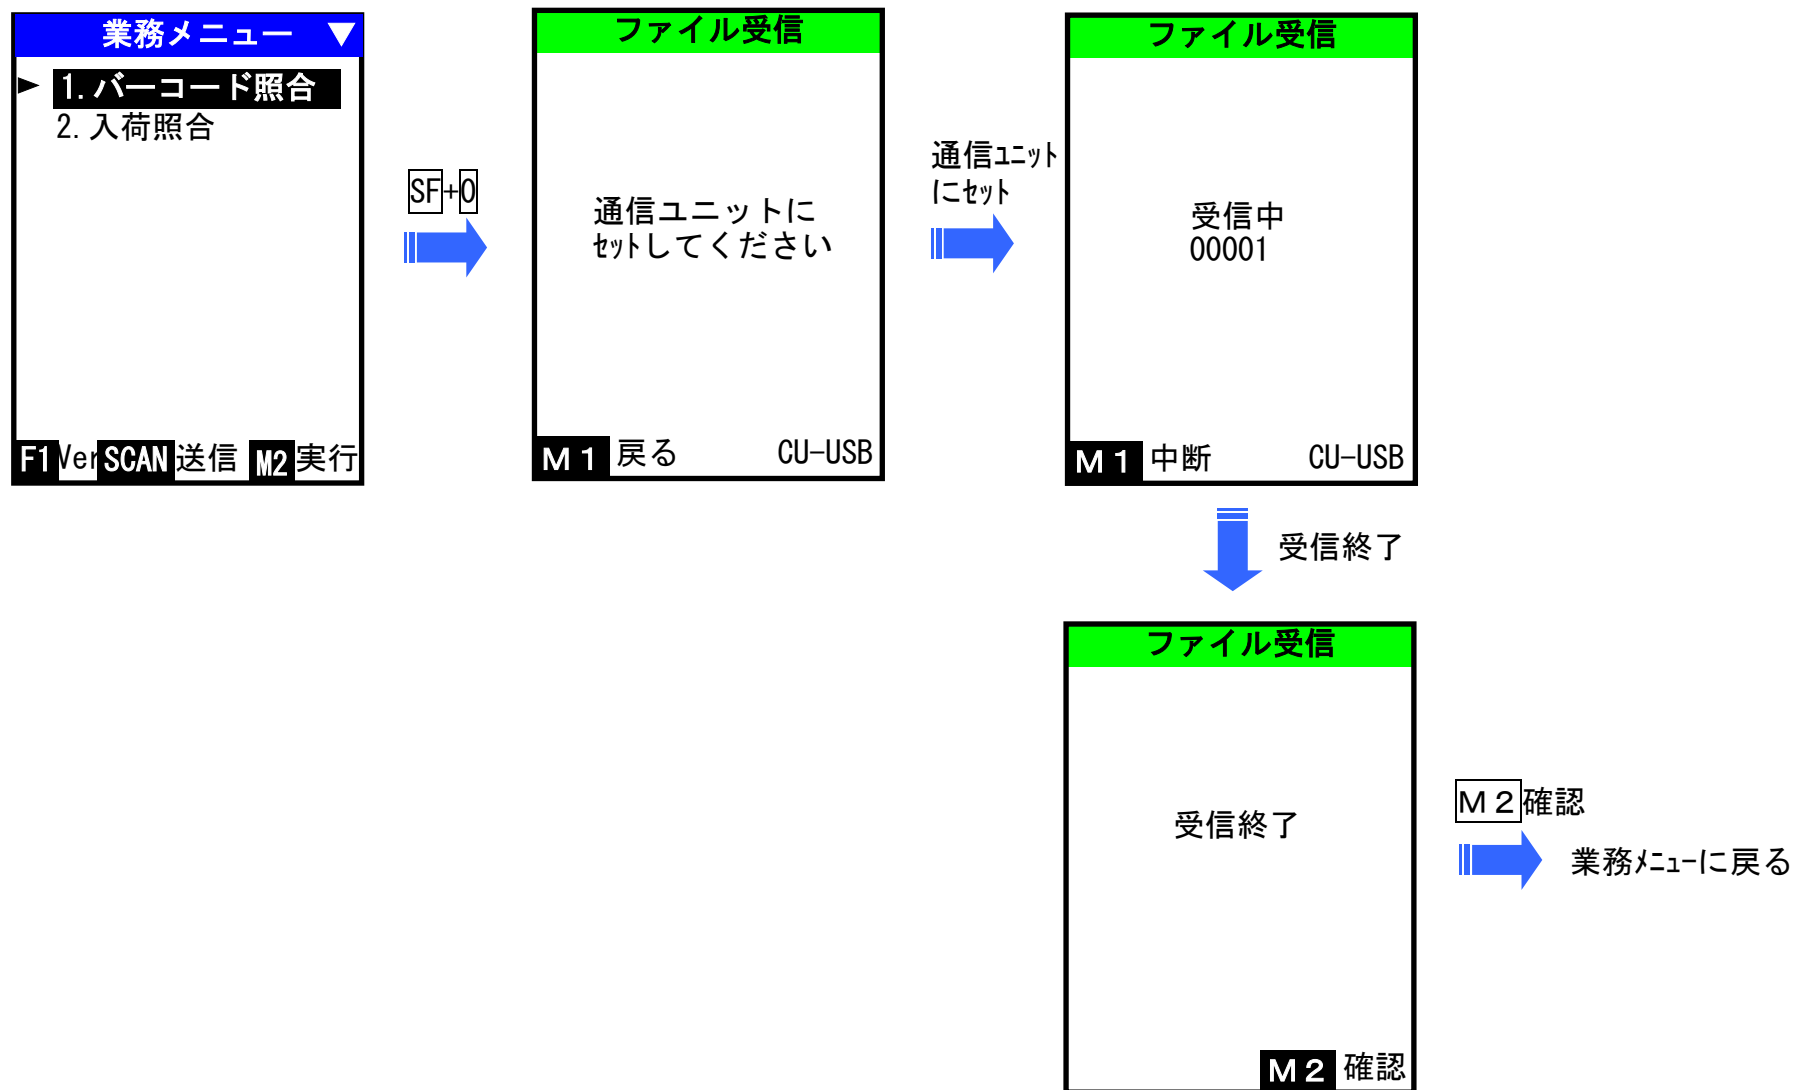 業務メニュー ▼
► 1.バーコード照合
2.入荷照合
F1 Ver SCAN 送信 M2 実行
SF+0
ファイル受信
通信ユニットに
ｾｯﾄしてください
M1 戻る CU-USB
通信ﾕﾆｯﾄ
にｾｯﾄ
ファイル受信
受信中
00001
M1 中断 CU-USB
受信終了
ファイル受信
受信終了
M2 確認
M2確認
業務ﾒﾆｭｰに戻る